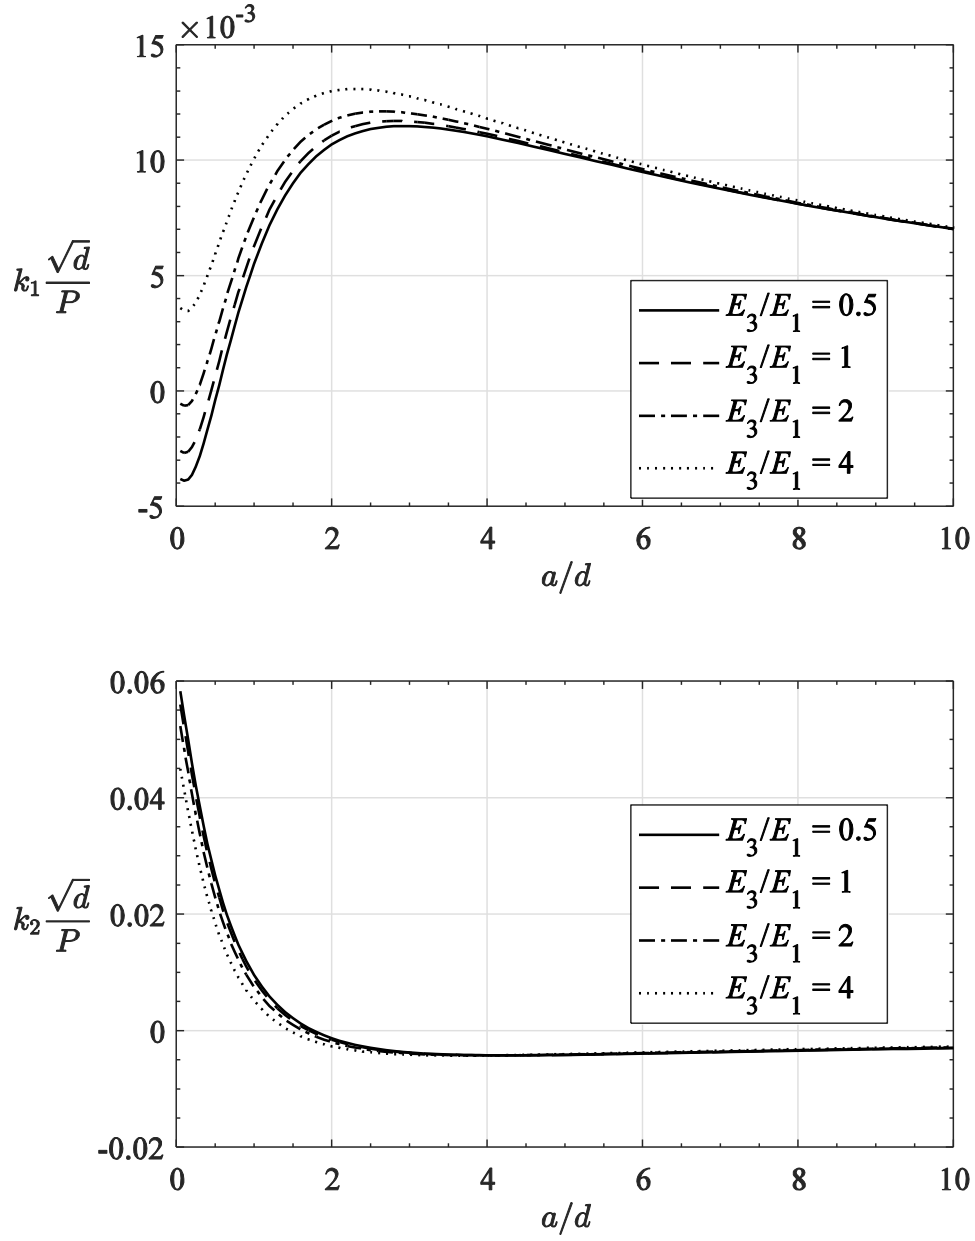 ×10⁻³
15
10
5
0
-5
k₁ √d/P
E₃/E₁ = 0.5
E₃/E₁ = 1
E₃/E₁ = 2
E₃/E₁ = 4
0 2 4 6 8 10
a/d
0.06
0.04
0.02
0
-0.02
k₂ √d/P
E₃/E₁ = 0.5
E₃/E₁ = 1
E₃/E₁ = 2
E₃/E₁ = 4
0 2 4 6 8 10
a/d